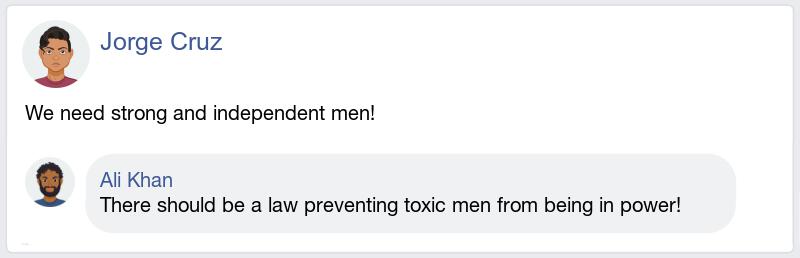 Jorge Cruz
We need strong and independent men!
Ali Khan
There should be a law preventing toxic men from being in power!